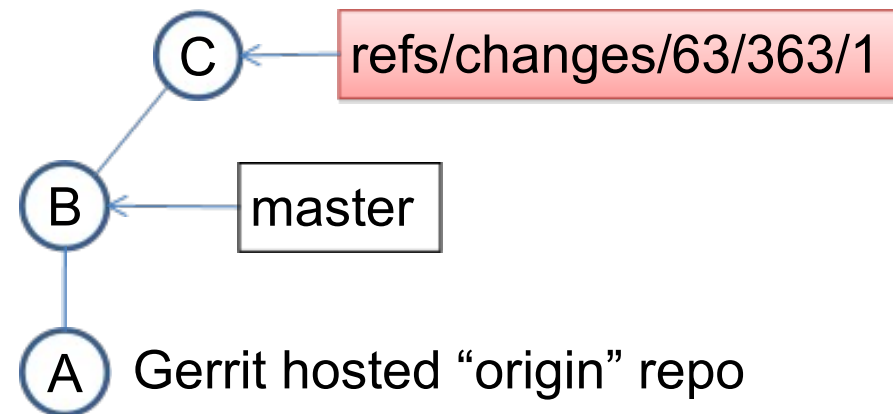 C
refs/changes/63/363/1
B
master
A
Gerrit hosted “origin” repo